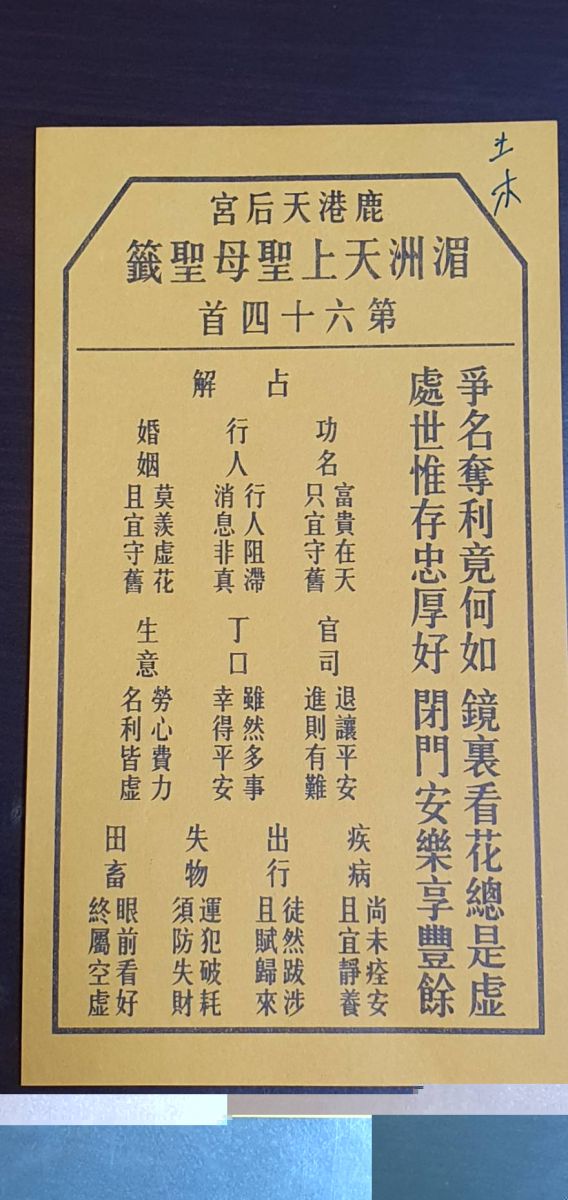 土木
鹿港天后宮
湄洲天上聖母聖籤
第六十四首
爭名奪利竟何如 鏡裏看花總是虛
處世惟存忠厚好 閉門安樂享豐餘
占解
功名 富貴在天 只宜守舊
官司 退讓平安 進則有難
疾病 尚未痊安 且宜靜養
行人 行人阻滯 消息非真
丁口 雖然多事 幸得平安
出行 徒然跋涉 且賦歸來
失物 運犯破耗 須防失財
婚姻 莫羨虛花 且宜守舊
生意 勞心費力 名利皆虛
田畜 眼前看好 終屬空虛